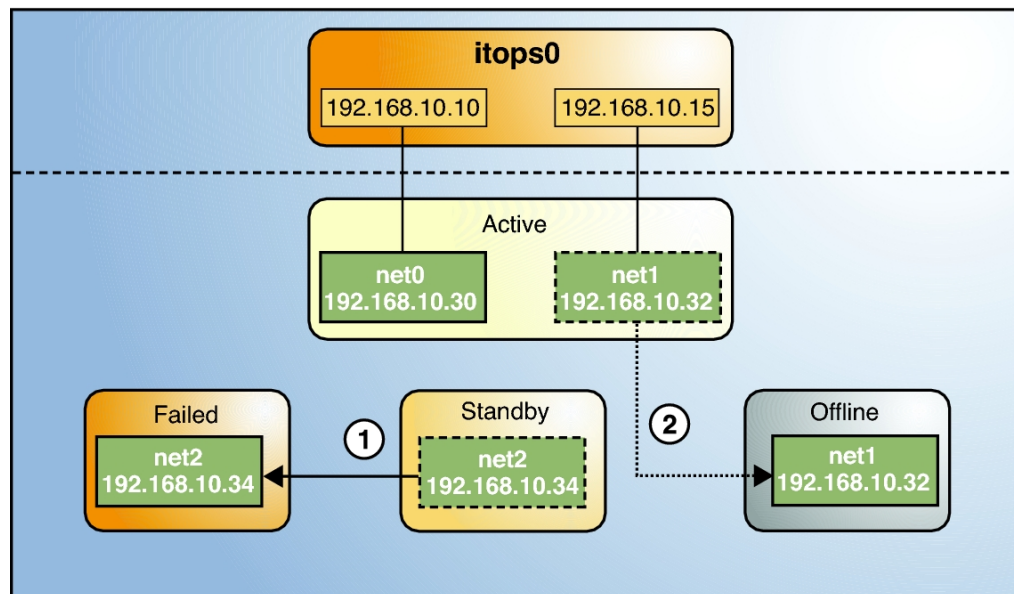 itops0
192.168.10.10
192.168.10.15
Active
net0
192.168.10.30
net1
192.168.10.32
Failed
net2
192.168.10.34
1
Standby
net2
192.168.10.34
2
Offline
net1
192.168.10.32